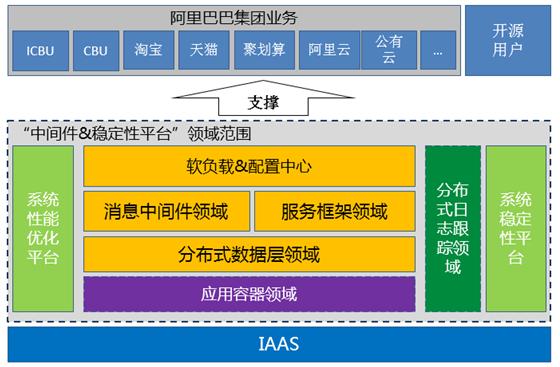 阿里巴巴集团业务
ICBU
CBU
淘宝
天猫
聚划算
阿里云
公有
云
...
开源
用户
支撑
“中间件&稳定性平台”领域范围
系统
性能
优化
平台
软负载&配置中心
消息中间件领域
服务框架领域
分布式数据层领域
应用容器领域
分布
式日
志跟
踪领
域
系统
稳定
性平
台
IAAS